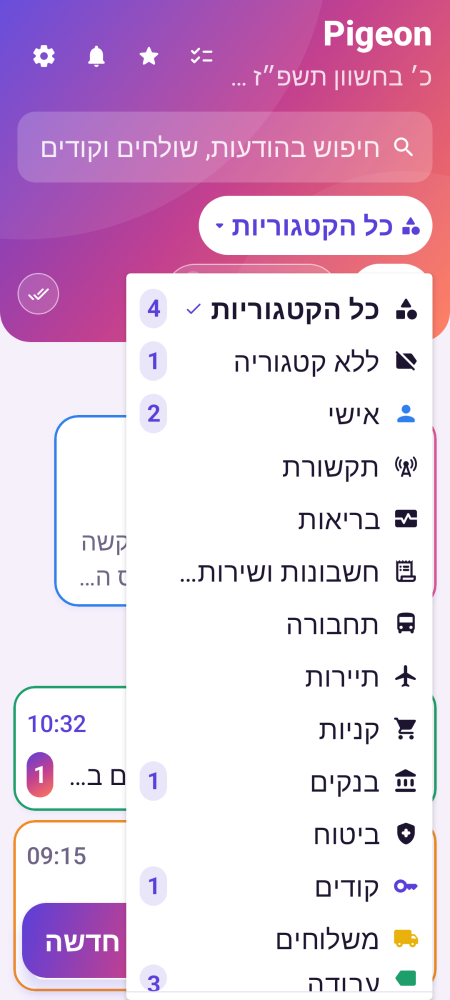 Pigeon
כ׳ בחשוון תשפ״ז ...
חיפוש בהודעות, שולחים וקודים
כל הקטגוריות
כל הקטגוריות 4
ללא קטגוריה 1
אישי 2
תקשורת
בריאות
חשבונות ושירות...
תחבורה
תיירות
קניות
בנקים 1
ביטוח
קודים 1
משלוחים
עבודה 3
ס ה...
10:32
ם ב... 1
09:15
חדשה